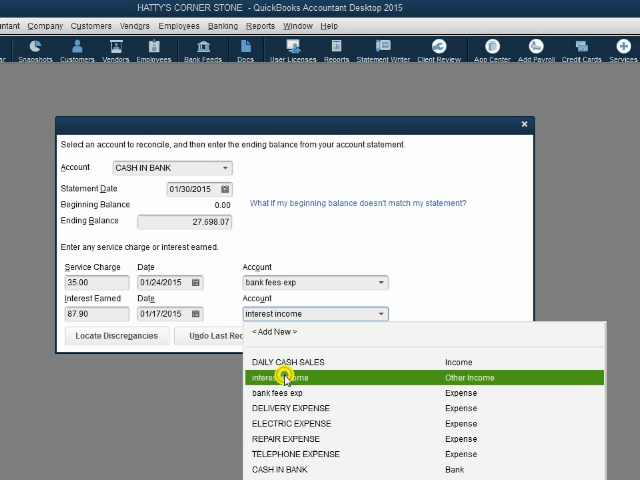 HATTY'S CORNER STONE - QuickBooks Accountant Desktop 2015
Company Customers Vendors Employees Banking Reports Window Help
Snapshots Customers Vendors Employees Bank Feeds Docs User Licenses Reports Statement Writer Client Review App Center Add Payroll Credit Cards Services
Select an account to reconcile, and then enter the ending balance from your account statement.
Account CASH IN BANK
Statement Date 01/30/2015
Beginning Balance 0.00 What if my beginning balance doesn't match my statement?
Ending Balance 27,698.07
Enter any service charge or interest earned.
Service Charge Date Account
35.00 01/24/2015 bank fees exp
Interest Earned Date Account
87.90 01/17/2015 interest income
Locate Discrepancies Undo Last
< Add New >
DAILY CASH SALES Income
interest income Other Income
bank fees exp Expense
DELIVERY EXPENSE Expense
ELECTRIC EXPENSE Expense
REPAIR EXPENSE Expense
TELEPHONE EXPENSE Expense
CASH IN BANK Bank